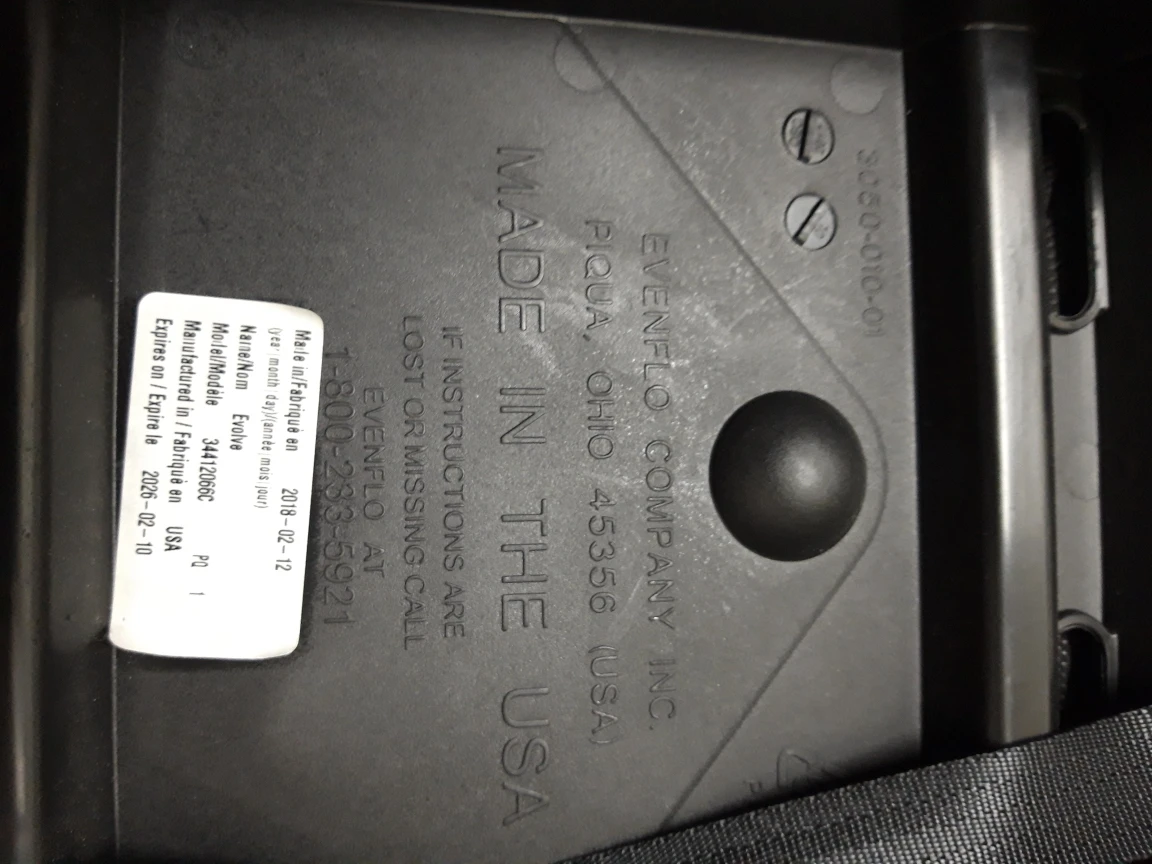 3050-010-01
EVENFLO COMPANY INC.
PIQUA, OHIO 45356 (USA)
MADE IN THE USA
IF INSTRUCTIONS ARE
LOST OR MISSING CALL
EVENFLO AT
1-800-233-5921
Made in/Fabriqué en 2018-02-12
(year month day)/(année mois jour)
Name/Nom Evolve
Model/Modèle 34412066C PQ 1
Manufactured in / Fabriqué en USA
Expires on / Expire le 2026-02-10